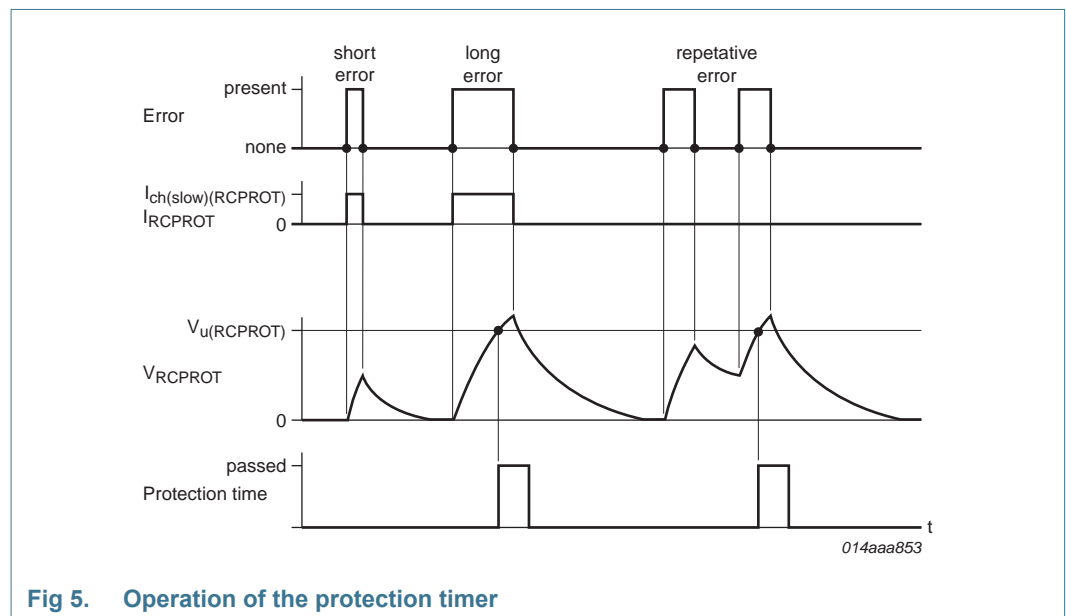 short
error
long
error
repetative
error
present
Error
none
Ich(slow)(RCPROT)
IRCPROT
0
Vu(RCPROT)
VRCPROT
0
passed
Protection time
t
014aaa853
Fig 5. Operation of the protection timer